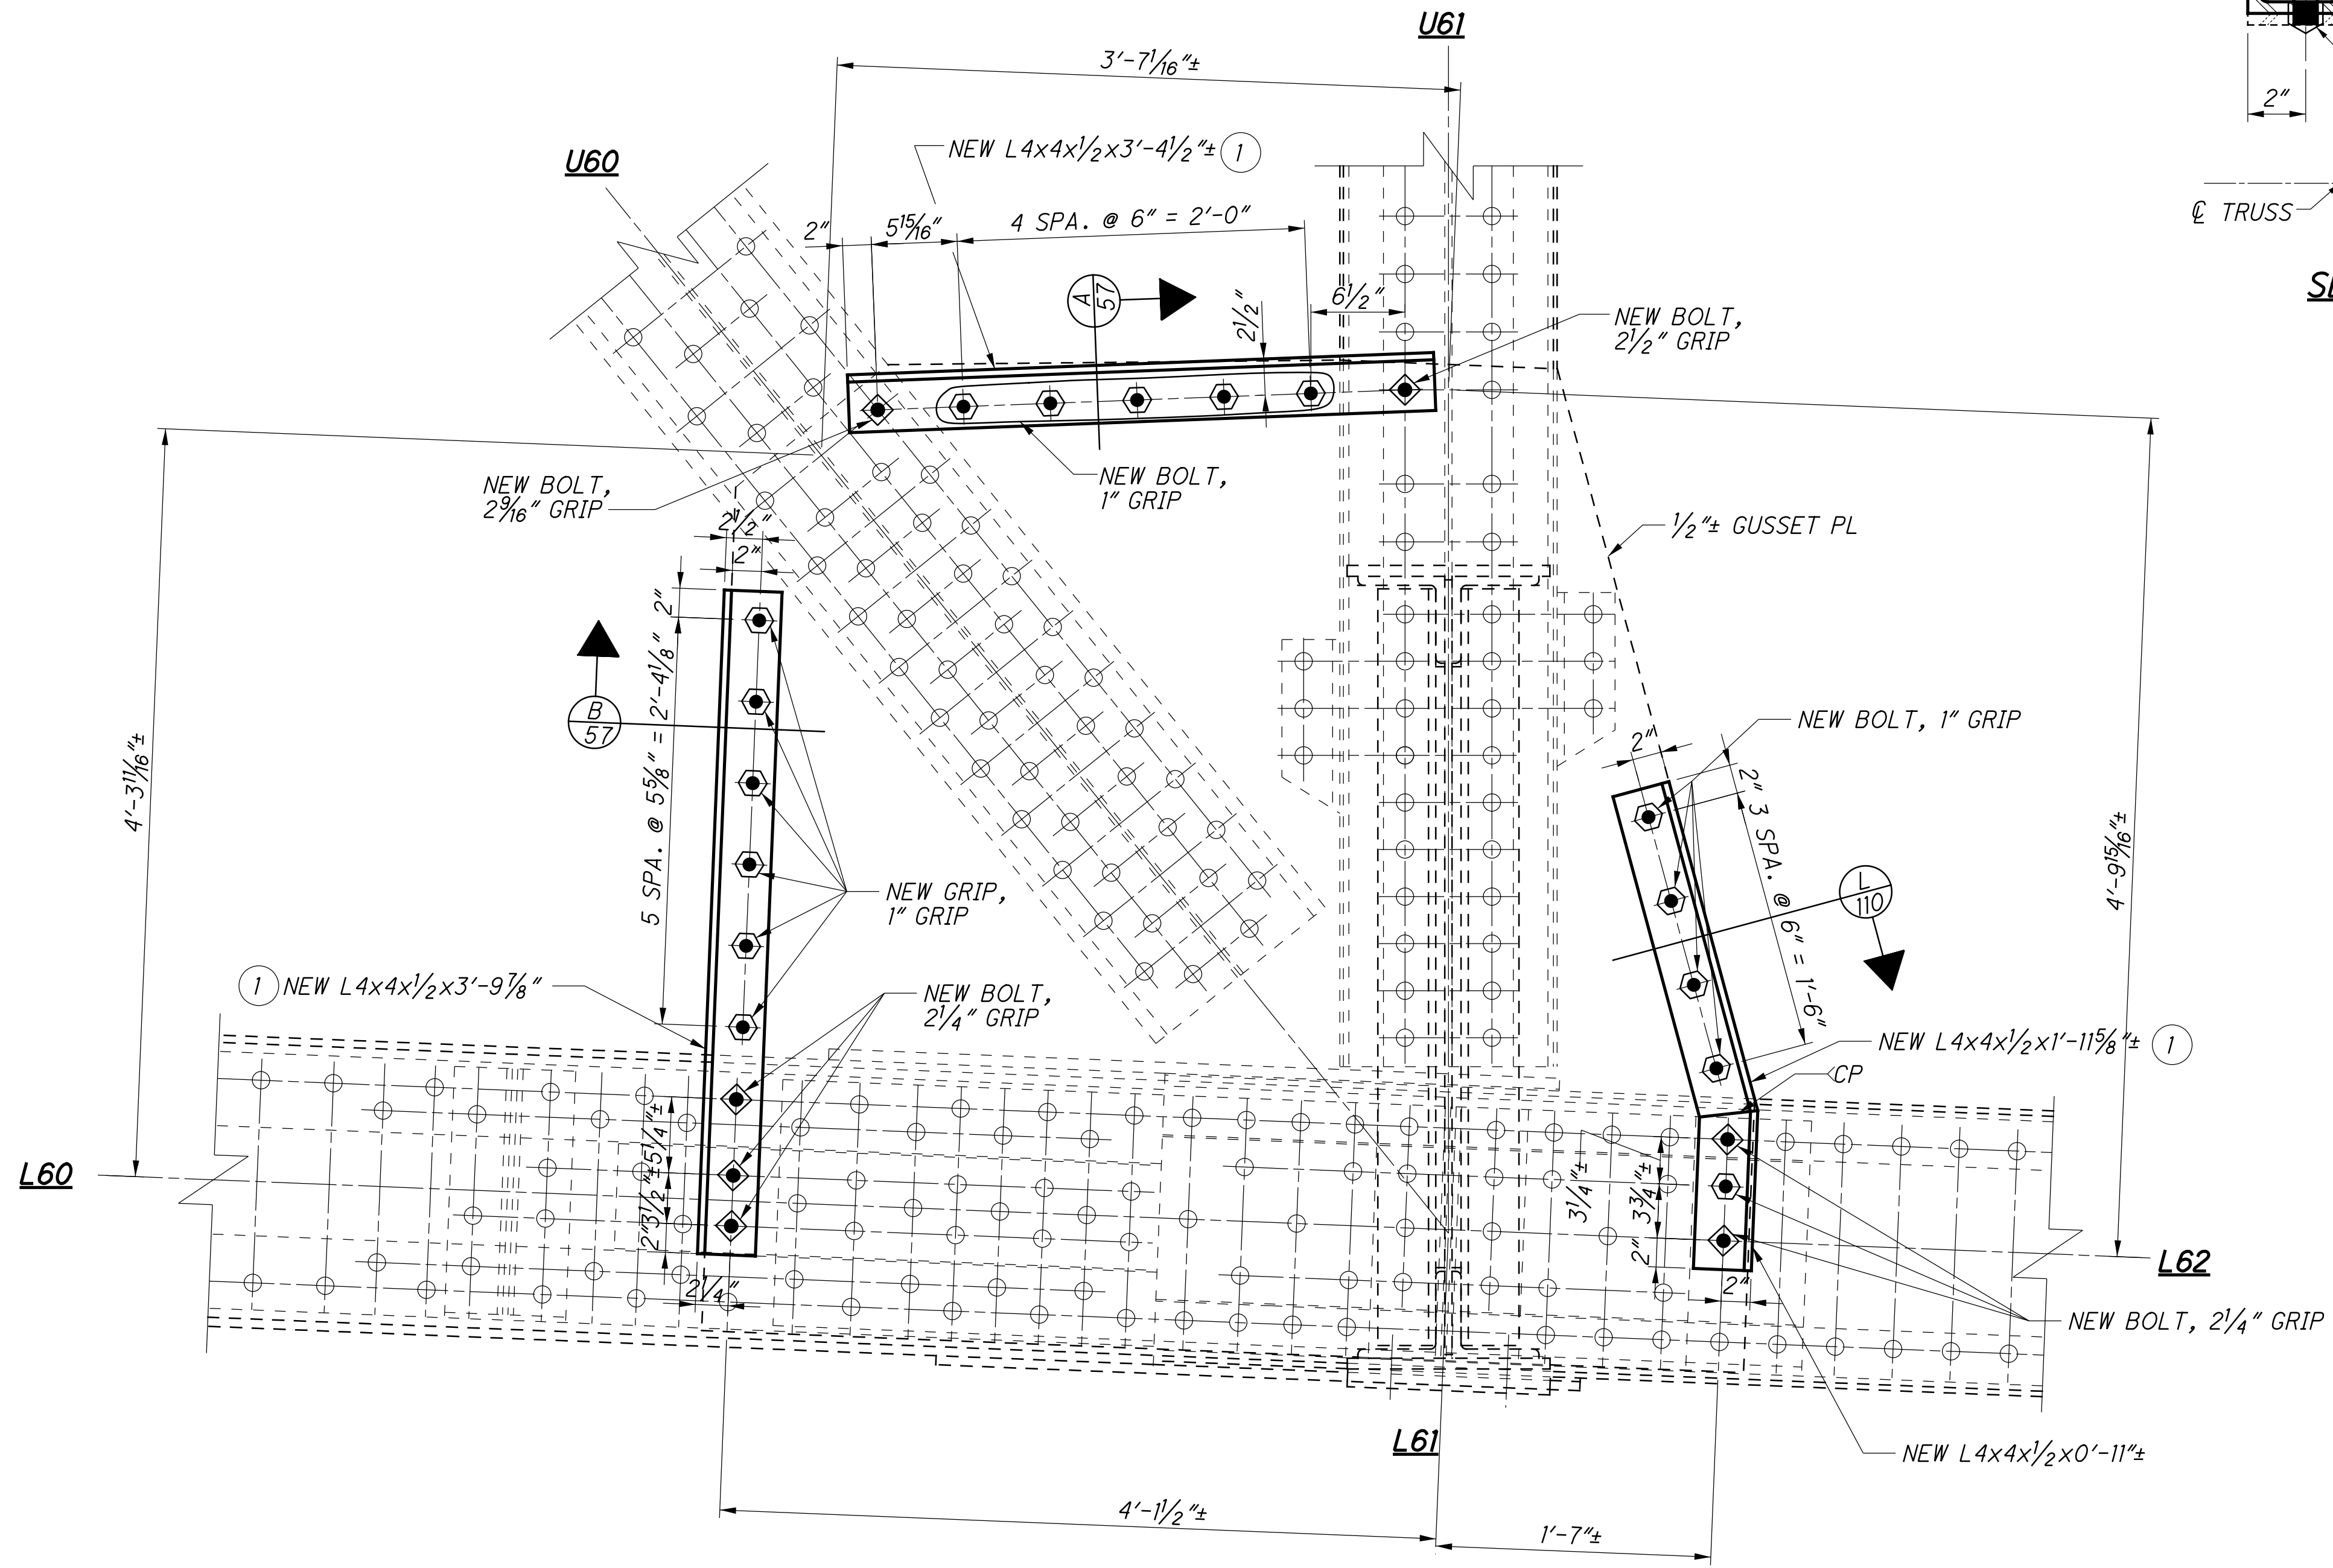 U61
3'-7 1/16"±
2"
NEW L4x4x1/2x3'-4 1/2"± 1
U60
2"
5 15/16"
4 SPA. @ 6" = 2'-0"
℄ TRUSS
A
57
2 1/2"
6 1/2"
NEW BOLT,
2 1/2" GRIP
NEW BOLT,
2 9/16" GRIP
NEW BOLT,
1" GRIP
2 1/2"
2"
1/2"± GUSSET PL
2"
5 SPA. @ 5 5/8" = 2'-4 1/8"
B
57
4'-3 11/16"±
NEW BOLT, 1" GRIP
2"
2"
3 SPA. @ 6" = 1'-6"
4'-9 15/16"±
L
110
NEW GRIP,
1" GRIP
1 NEW L4x4x1/2x3'-9 7/8"
NEW BOLT,
2 1/4" GRIP
NEW L4x4x1/2x1'-11 5/8"± 1
CP
5 1/4"±
3 1/2"±
2"
2 1/4"
3 1/4"±
3 3/4"±
2"
2"
L60
L62
NEW BOLT, 2 1/4" GRIP
L61
NEW L4x4x1/2x0'-11"±
4'-1 1/2"±
1'-7"±